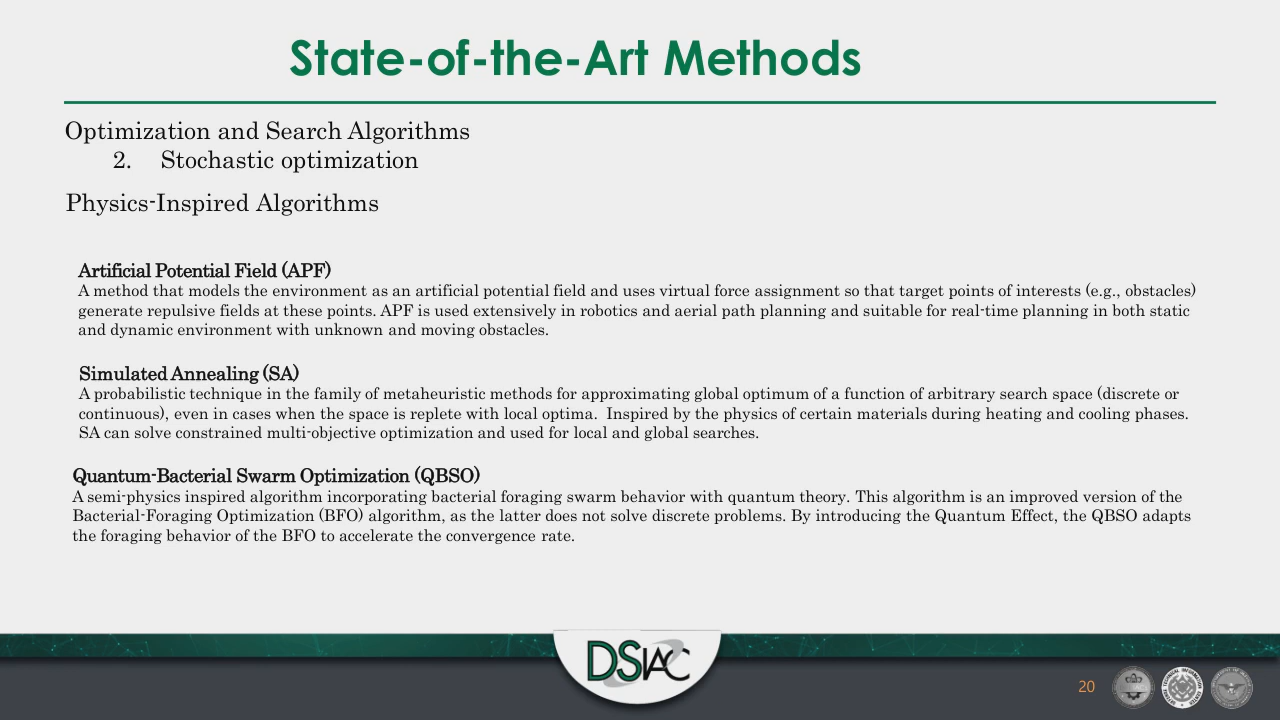 State-of-the-Art Methods
Optimization and Search Algorithms
2. Stochastic optimization
Physics-Inspired Algorithms
Artificial Potential Field (APF)
A method that models the environment as an artificial potential field and uses virtual force assignment so that target points of interests (e.g., obstacles)
generate repulsive fields at these points. APF is used extensively in robotics and aerial path planning and suitable for real-time planning in both static
and dynamic environment with unknown and moving obstacles.
Simulated Annealing (SA)
A probabilistic technique in the family of metaheuristic methods for approximating global optimum of a function of arbitrary search space (discrete or
continuous), even in cases when the space is replete with local optima. Inspired by the physics of certain materials during heating and cooling phases.
SA can solve constrained multi-objective optimization and used for local and global searches.
Quantum-Bacterial Swarm Optimization (QBSO)
A semi-physics inspired algorithm incorporating bacterial foraging swarm behavior with quantum theory. This algorithm is an improved version of the
Bacterial-Foraging Optimization (BFO) algorithm, as the latter does not solve discrete problems. By introducing the Quantum Effect, the QBSO adapts
the foraging behavior of the BFO to accelerate the convergence rate.
DSIAC
20